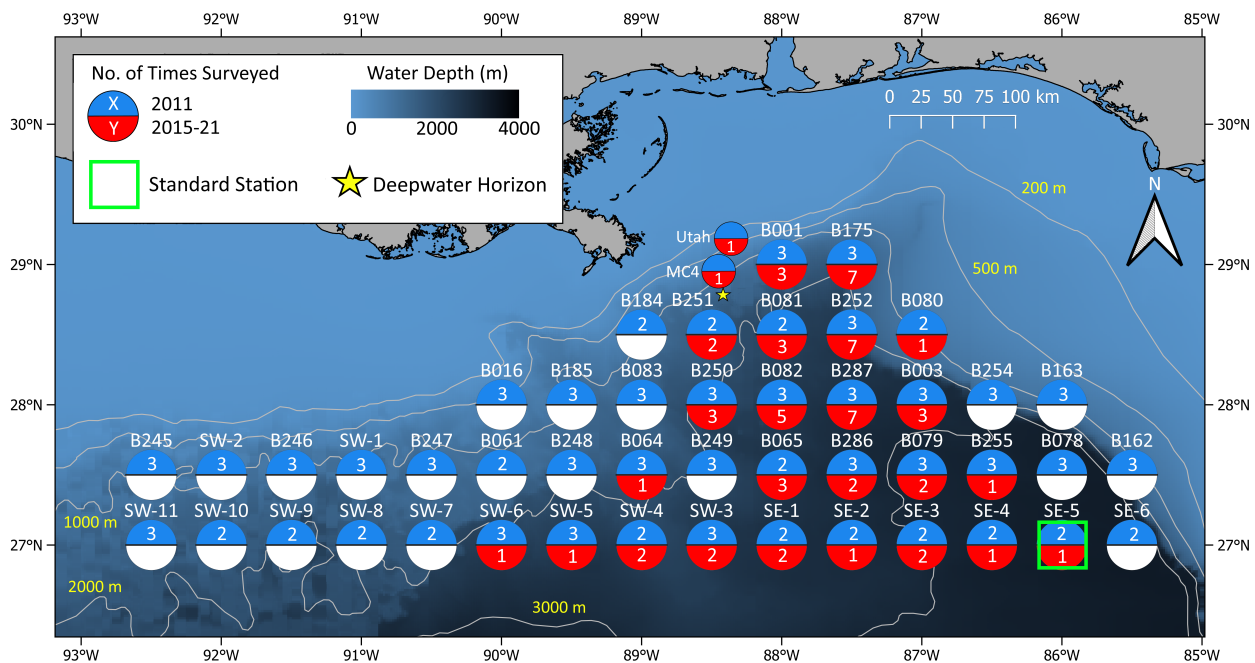 93°W 92°W 91°W 90°W 89°W 88°W 87°W 86°W 85°W
No. of Times Surveyed
X 2011
Y 2015-21
Water Depth (m)
0 2000 4000
Standard Station
Deepwater Horizon
0 25 50 75 100 km
N
30°N 30°N
200 m
Utah B001 B175
1
29°N 3 3 29°N
3 7
500 m
MC4
1
B184 B251 B081 B252 B080
2 2 2 3 2
2 3 7 1
B016 B185 B083 B250 B082 B287 B003 B254 B163
3 3 3 3 3 3 3 3 3
28°N 28°N
3 5 7 3
B245 SW-2 B246 SW-1 B247 B061 B248 B064 B249 B065 B286 B079 B255 B078 B162
3 3 3 3 3 2 3 3 3 2 3 3 3 3 3
1 3 2 2 1
1000 m
SW-11 SW-10 SW-9 SW-8 SW-7 SW-6 SW-5 SW-4 SW-3 SE-1 SE-2 SE-3 SE-4 SE-5 SE-6
3 2 2 2 2 3 3 2 3 2 2 2 2 2 2
27°N 27°N
1 1 2 2 2 1 2 1 1
2000 m
3000 m
93°W 92°W 91°W 90°W 89°W 88°W 87°W 86°W 85°W